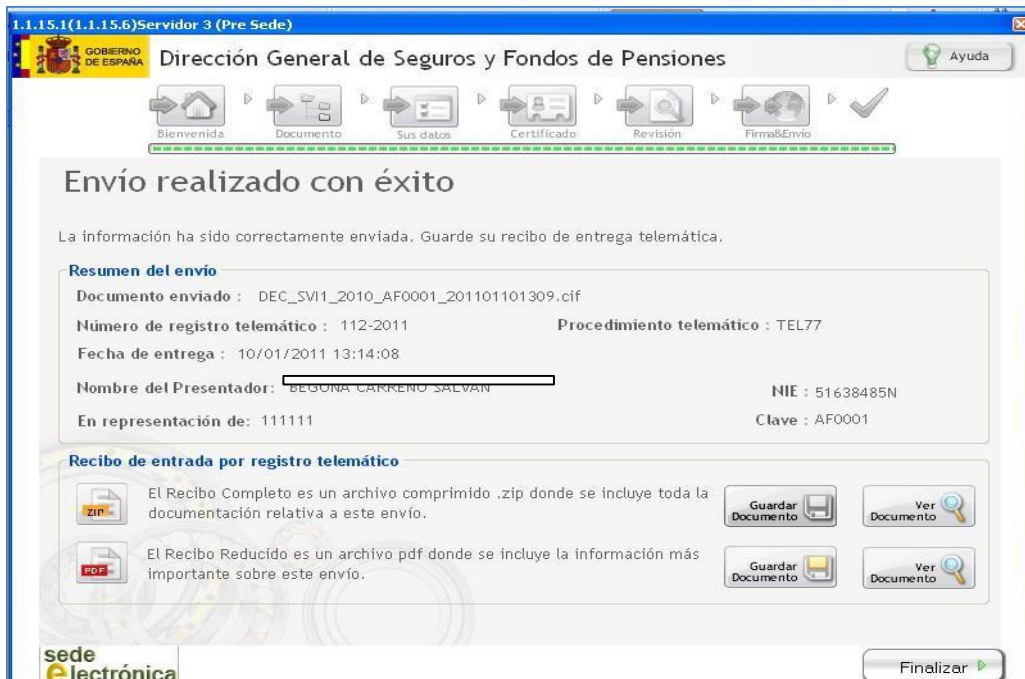 1.1.15.1(1.1.15.6)Servidor 3 (Pre Sede)
GOBIERNO
DE ESPAÑA
Dirección General de Seguros y Fondos de Pensiones
Ayuda
Bienvenida Documento Sus datos Certificado Revisión Firma&Envío
Envío realizado con éxito
La información ha sido correctamente enviada. Guarde su recibo de entrega telemática.
Resumen del envío
Documento enviado : DEC_SVI1_2010_AF0001_201101101309.cif
Número de registro telemático : 112-2011 Procedimiento telemático : TEL77
Fecha de entrega : 10/01/2011 13:14:08
Nombre del Presentador: NIE : 51638485N
En representación de: 111111 Clave : AF0001
Recibo de entrada por registro telemático
ZIP
El Recibo Completo es un archivo comprimido .zip donde se incluye toda la
documentación relativa a este envío.
Guardar
Documento
Ver
Documento
PDF
El Recibo Reducido es un archivo pdf donde se incluye la información más
importante sobre este envío.
Guardar
Documento
Ver
Documento
sede
electrónica
Finalizar